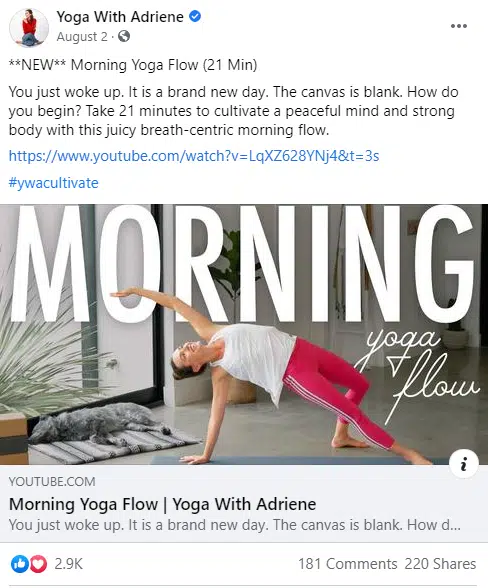 Yoga With Adriene
August 2 ·
**NEW** Morning Yoga Flow (21 Min)
You just woke up. It is a brand new day. The canvas is blank. How do
you begin? Take 21 minutes to cultivate a peaceful mind and strong
body with this juicy breath-centric morning flow.
https://www.youtube.com/watch?v=LqXZ628YNj4&t=3s
#ywacultivate
MORNING
yoga
flow
YOUTUBE.COM
Morning Yoga Flow | Yoga With Adriene
You just woke up. It is a brand new day. The canvas is blank. How d...
2.9K 181 Comments 220 Shares